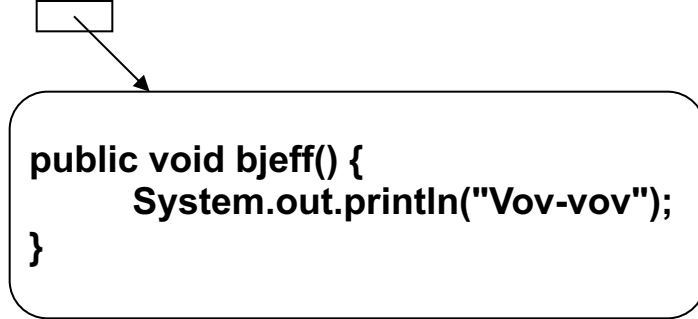 public void bjeff() {
System.out.println("Vov-vov");
}